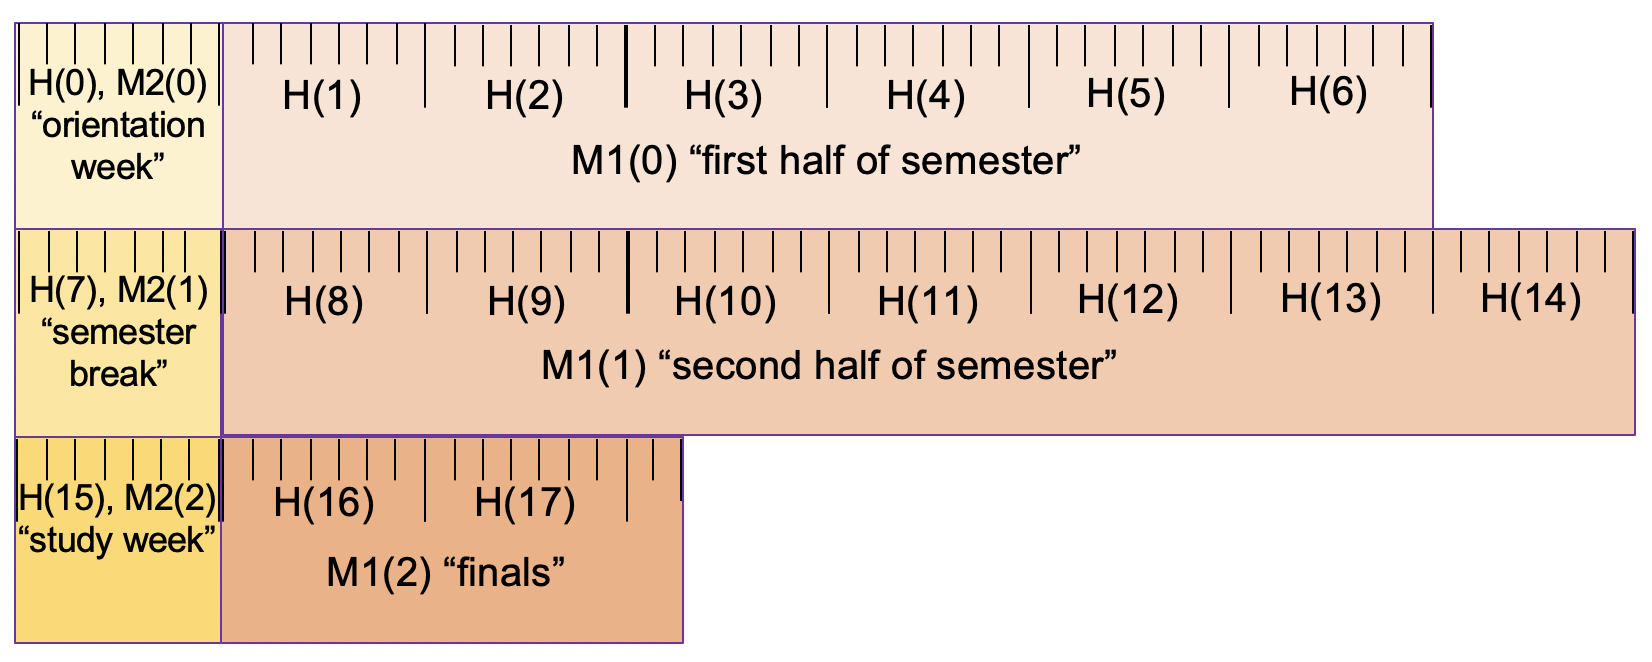 H(0), M2(0)
“orientation
week”
H(1)
H(2)
H(3)
H(4)
H(5)
H(6)
M1(0) “first half of semester”
H(7), M2(1)
“semester
break”
H(8)
H(9)
H(10)
H(11)
H(12)
H(13)
H(14)
M1(1) “second half of semester”
H(15), M2(2)
“study week”
H(16)
H(17)
M1(2) “finals”